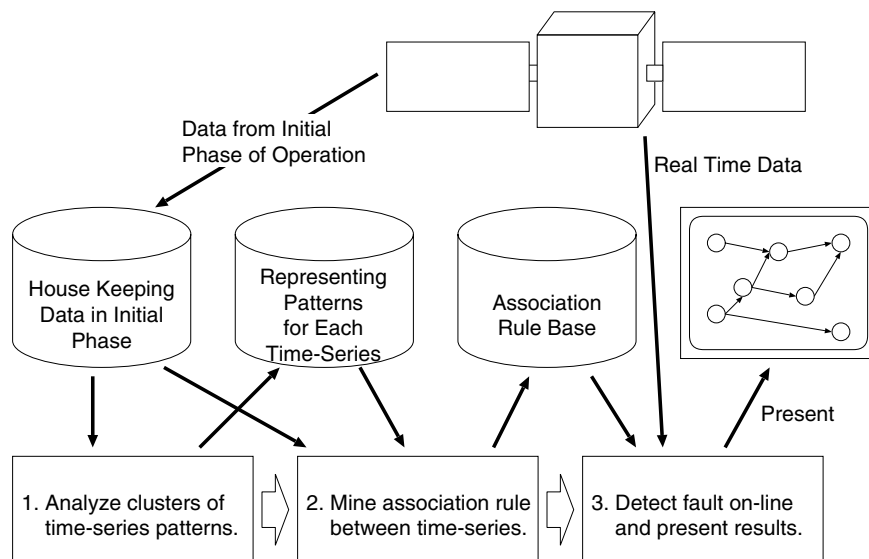 Data from Initial
Phase of Operation
Real Time Data
House Keeping
Data in Initial
Phase
Representing
Patterns
for Each
Time-Series
Association
Rule Base
Present
1. Analyze clusters of
time-series patterns.
2. Mine association rule
between time-series.
3. Detect fault on-line
and present results.